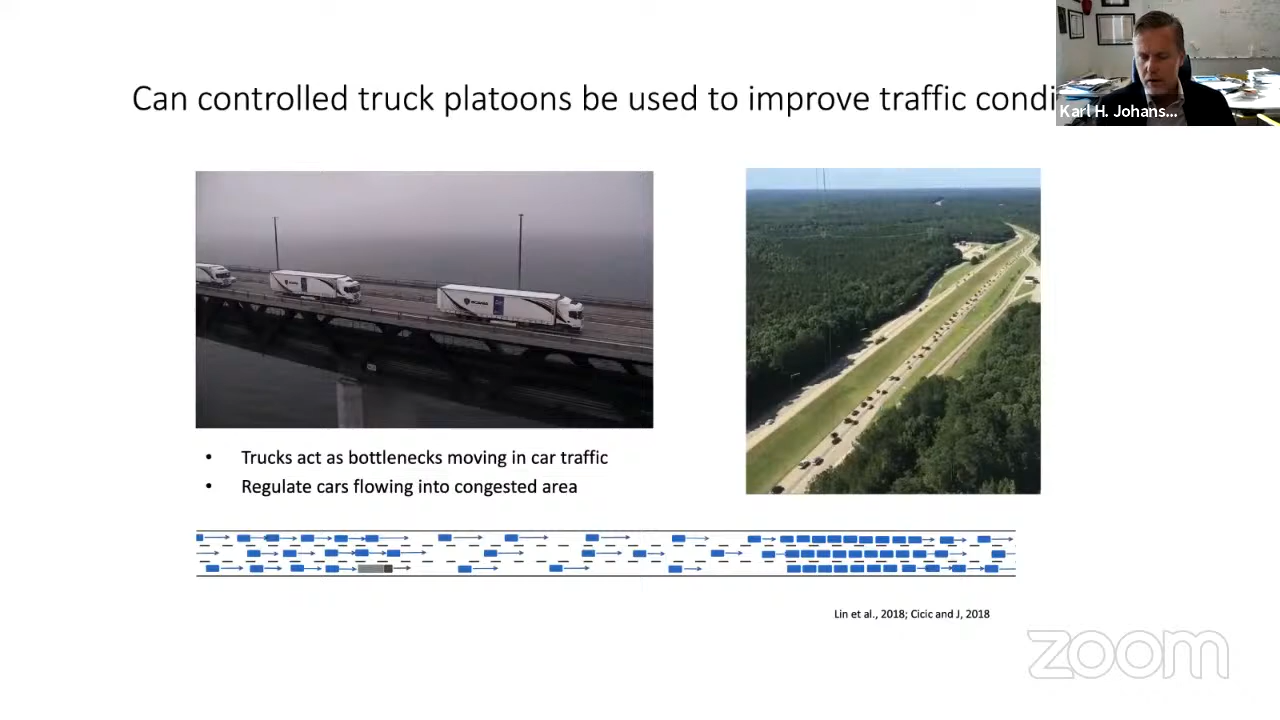 Can controlled truck platoons be used to improve traffic condi
Karl H. Johans...
SCANIA
• Trucks act as bottlenecks moving in car traffic
• Regulate cars flowing into congested area
Lin et al., 2018; Cicic and J, 2018
zoom